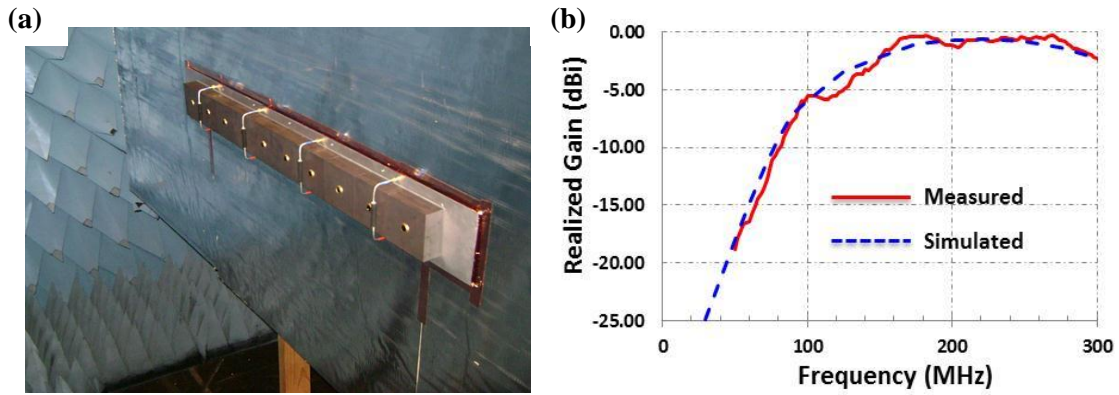 (a)
(b)
0.00
-5.00
-10.00
-15.00
-20.00
-25.00
Realized Gain (dBi)
Measured
Simulated
0
100
200
300
Frequency (MHz)